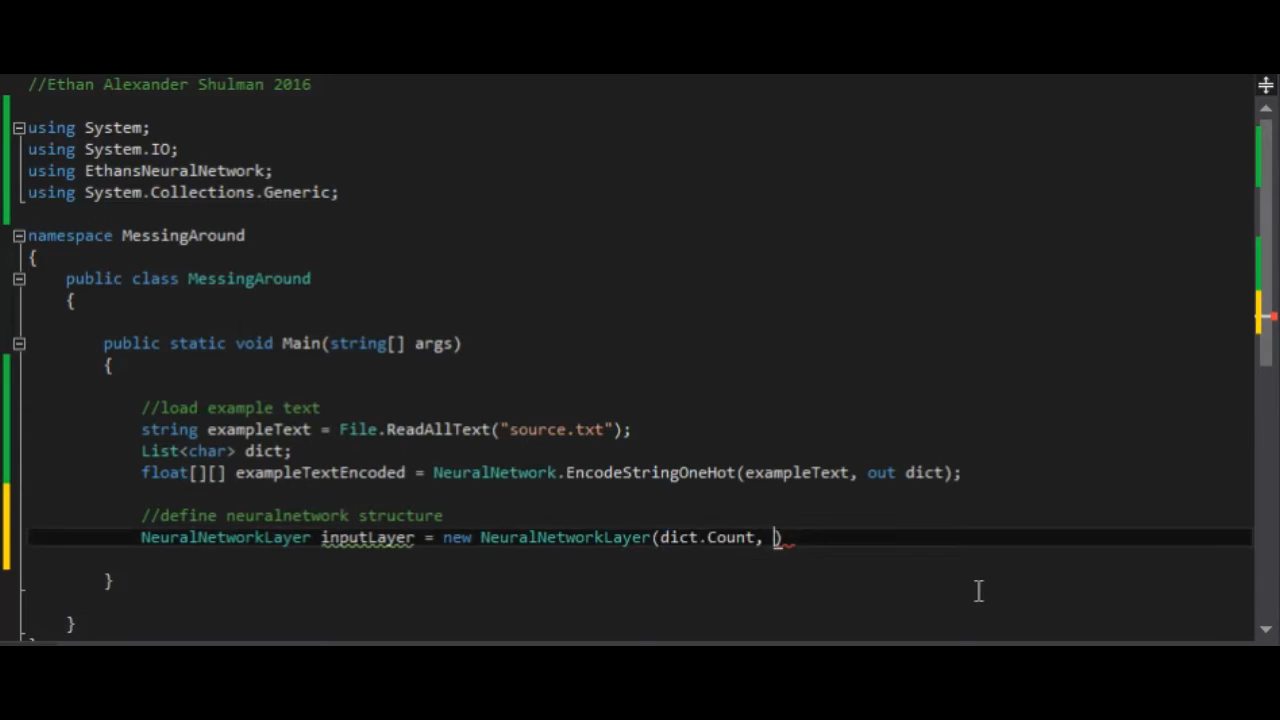 //Ethan Alexander Shulman 2016
using System;
using System.IO;
using EthansNeuralNetwork;
using System.Collections.Generic;
namespace MessingAround
{
public class MessingAround
{
public static void Main(string[] args)
{
//load example text
string exampleText = File.ReadAllText("source.txt");
List<char> dict;
float[][] exampleTextEncoded = NeuralNetwork.EncodeStringOneHot(exampleText, out dict);
//define neuralnetwork structure
NeuralNetworkLayer inputLayer = new NeuralNetworkLayer(dict.Count, )
}
}